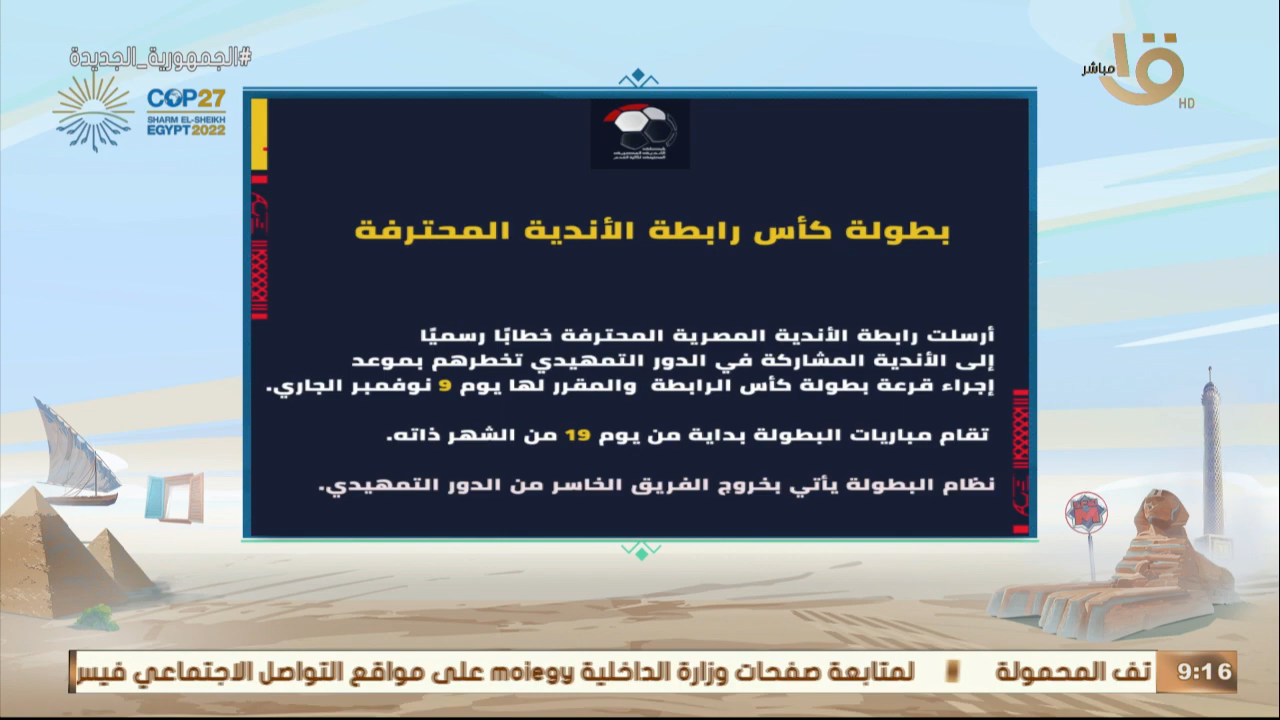 #الجمهورية_الجديدة
COP27
SHARM EL-SHEIKH
EGYPT2022
مباشر
HD
بطولة كأس رابطة الأندية المحترفة
أرسلت رابطة الأندية المصرية المحترفة خطابًا رسميًا
إلى الأندية المشاركة في الدور التمهيدي تخطرهم بموعد
إجراء قرعة بطولة كأس الرابطة والمقرر لها يوم 9 نوفمبر الجاري.
تقام مباريات البطولة بداية من يوم 19 من الشهر ذاته.
نظام البطولة يأتي بخروج الفريق الخاسر من الدور التمهيدي.
M
9:16
تف المحمولة لمتابعة صفحات وزارة الداخلية moiegy على مواقع التواصل الاجتماعي فيس